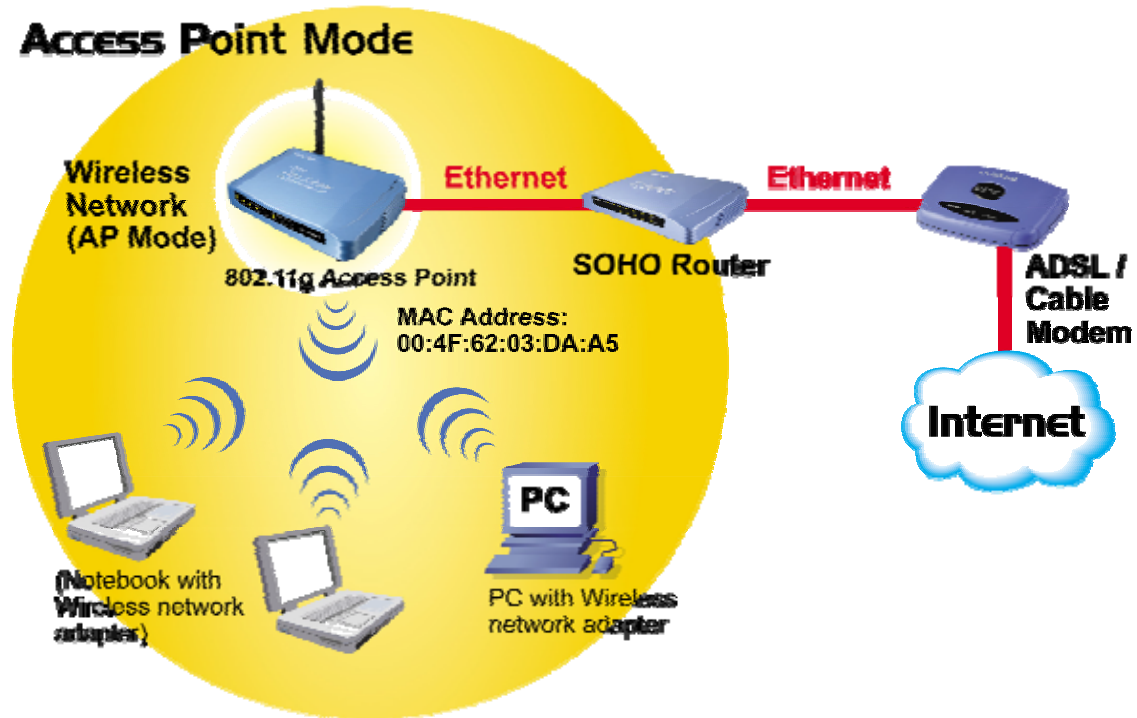 Access Point Mode
Wireless
Network
(AP Mode)
Ethernet
Ethernet
802.11g Access Point
SOHO Router
ADSL /
Cable
Modem
MAC Address:
00:4F:62:03:DA:A5
Internet
PC
(Notebook with
Wireless network
adapter)
PC with Wireless
network adapter